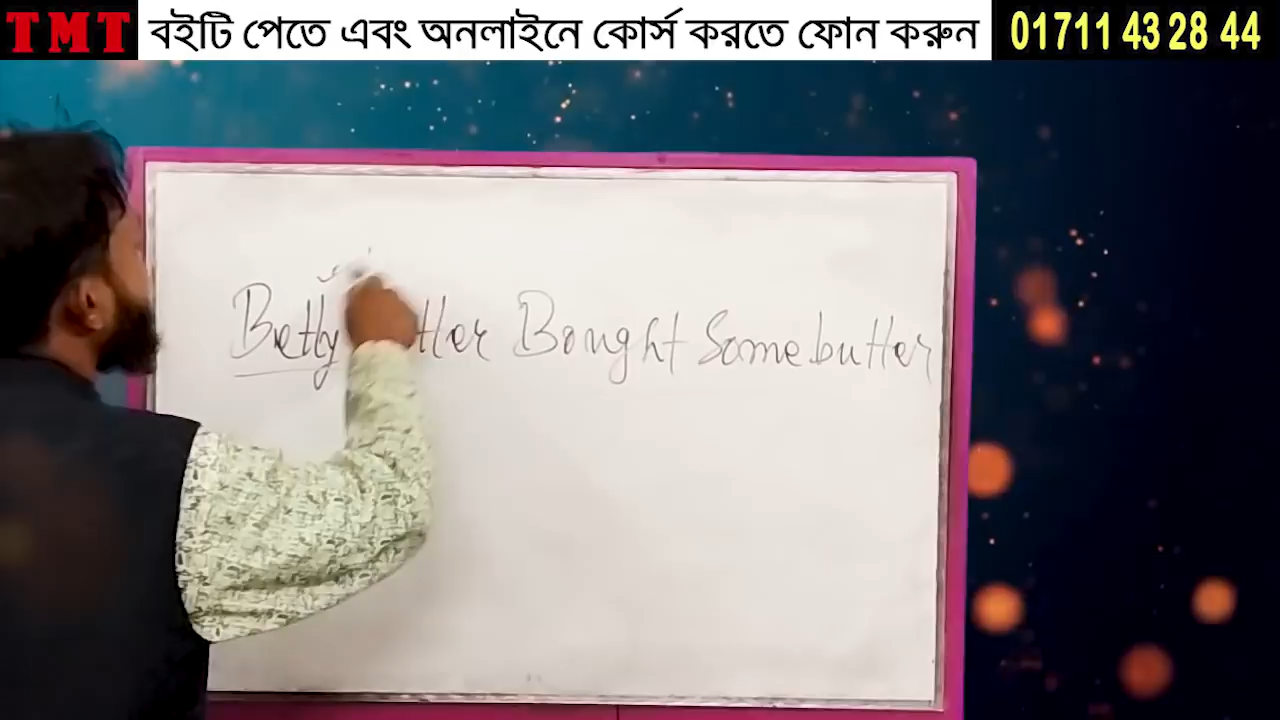 TMT বইটি পেতে এবং অনলাইনে কোর্স করতে ফোন করুন 01711 43 28 44
Betty Bought Some butter